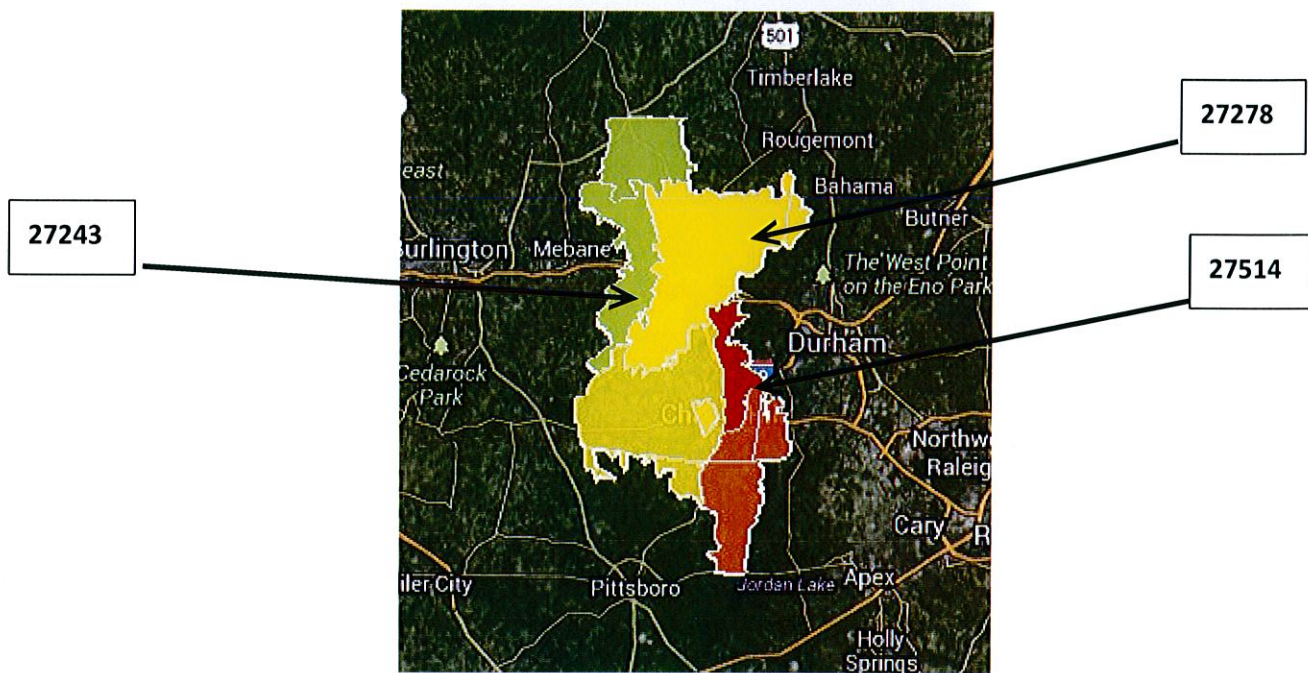 501
Timberlake
27278
Rougemont
east
Bahama
27243
Butner
Burlington
Mebane
The West Point
on the Eno Park
27514
Durham
Cedarock
Park
Ch
Northw
Raleig
Cary
R
iler City
Pittsboro
Jordan Lake
Apex
Holly
Springs